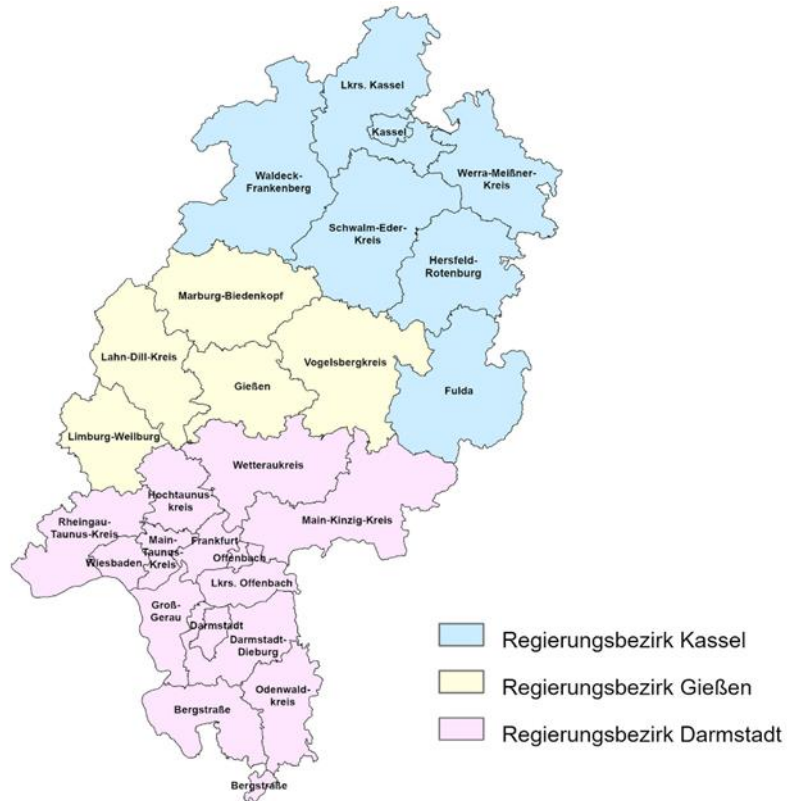 Lkrs. Kassel
Kassel
Waldeck-
Frankenberg
Werra-Meißner-
Kreis
Schwalm-Eder-
Kreis
Hersfeld-
Rotenburg
Marburg-Biedenkopf
Lahn-Dill-Kreis
Vogelsbergkreis
Gießen
Fulda
Limburg-Weilburg
Wetteraukreis
Hochtaunus-
kreis
Main-Kinzig-Kreis
Rheingau-
Taunus-Kreis
Main-
Taunus-
Kreis
Frankfurt
Offenbach
Wiesbaden
Lkrs. Offenbach
Groß-
Gerau
Darmstadt
Darmstadt-
Dieburg
Odenwald-
kreis
Bergstraße
Bergstraße
Regierungsbezirk Kassel
Regierungsbezirk Gießen
Regierungsbezirk Darmstadt